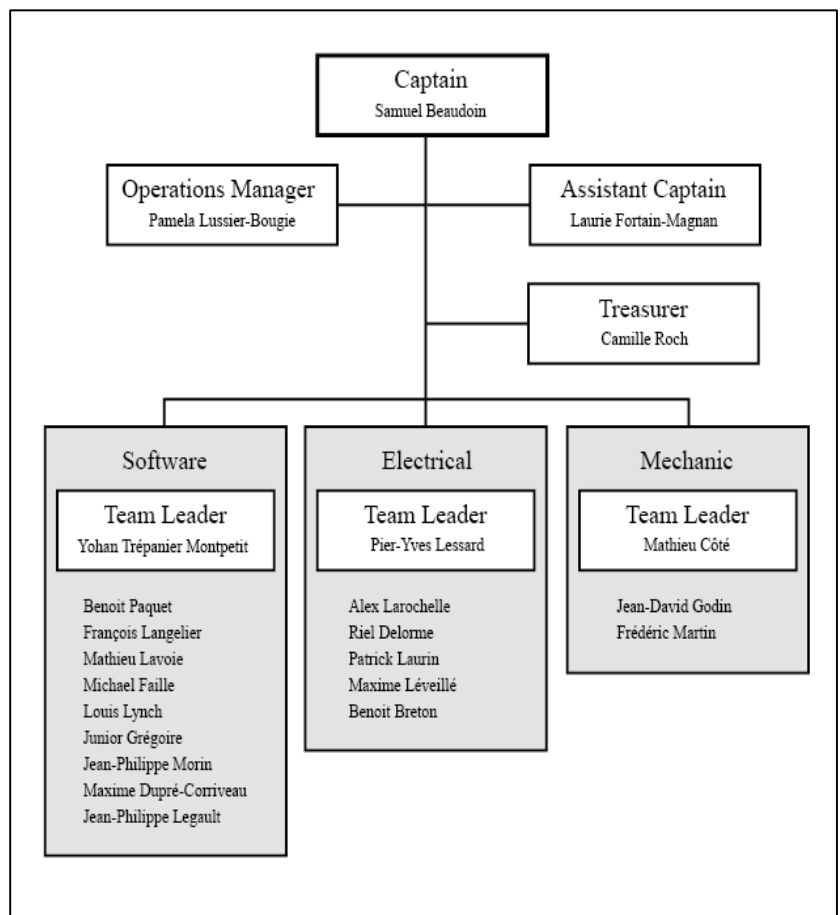 Captain
Samuel Beaudoin
Operations Manager
Pamela Lussier-Bougie
Assistant Captain
Laurie Fortain-Magnan
Treasurer
Camille Roch
Software
Team Leader
Yohan Trépanier Montpetit
Benoit Paquet
François Langelier
Mathieu Lavoie
Michael Faille
Louis Lynch
Junior Grégoire
Jean-Philippe Morin
Maxime Dupré-Corriveau
Jean-Philippe Legault
Electrical
Team Leader
Pier-Yves Lessard
Alex Larochelle
Riel Delorme
Patrick Laurin
Maxime Léveillé
Benoit Breton
Mechanic
Team Leader
Mathieu Côté
Jean-David Godin
Frédéric Martin